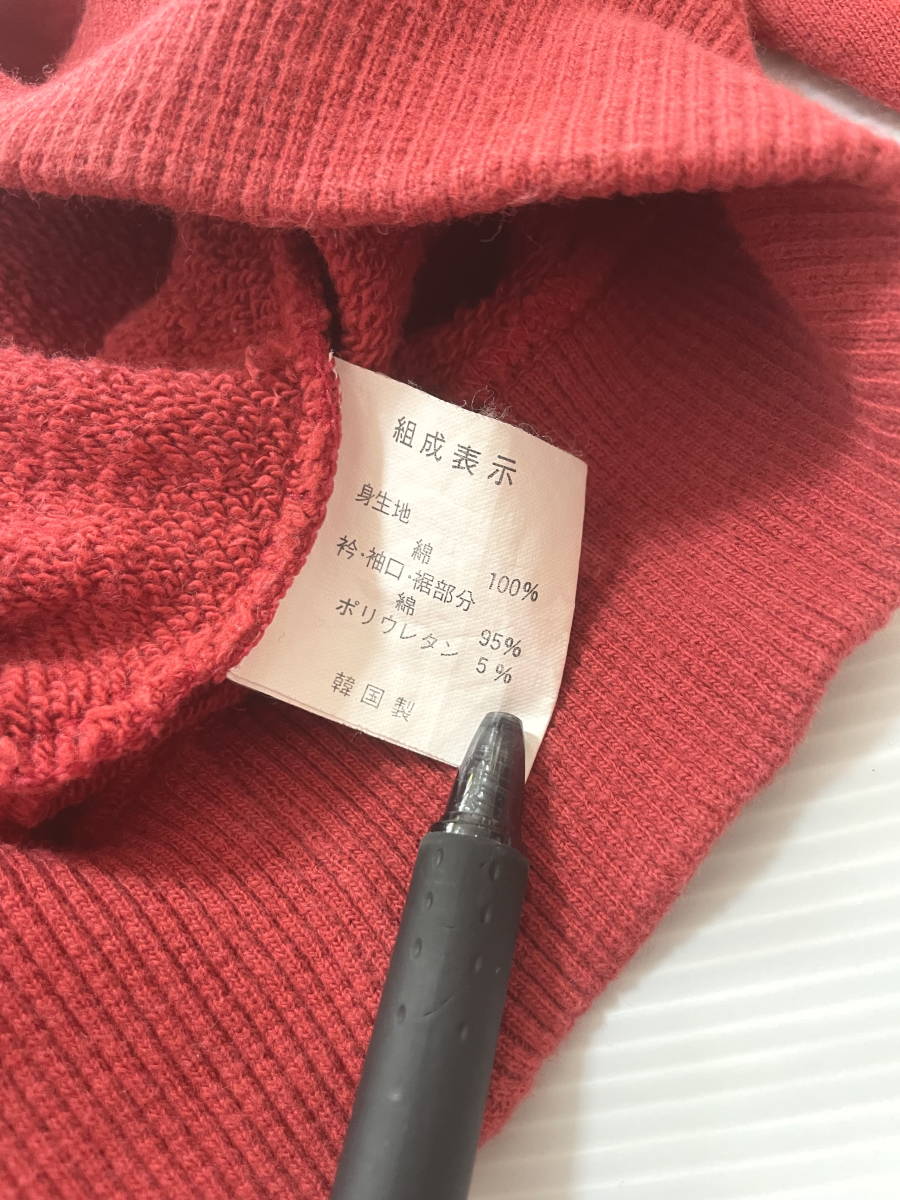 組成表示
身生地
綿 100%
衿・袖口・裾部分
綿 95%
ポリウレタン 5%
韓国製